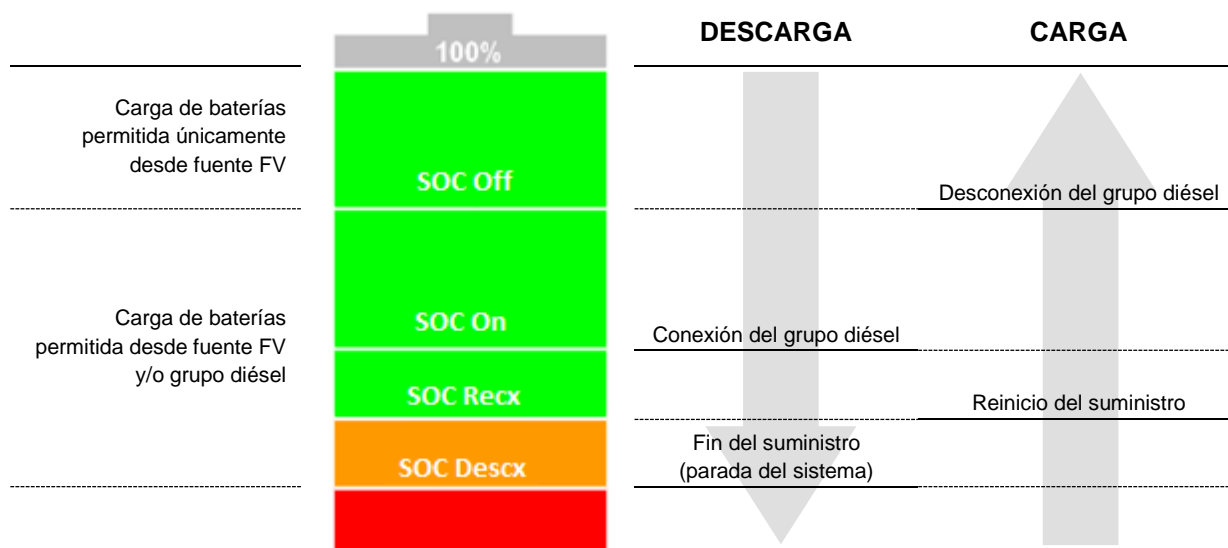 DESCARGA
CARGA
100%
Carga de baterías
permitida únicamente
desde fuente FV
SOC Off
Desconexión del grupo diésel
Carga de baterías
permitida desde fuente FV
y/o grupo diésel
SOC On
Conexión del grupo diésel
SOC Recx
Reinicio del suministro
SOC Descx
Fin del suministro
(parada del sistema)